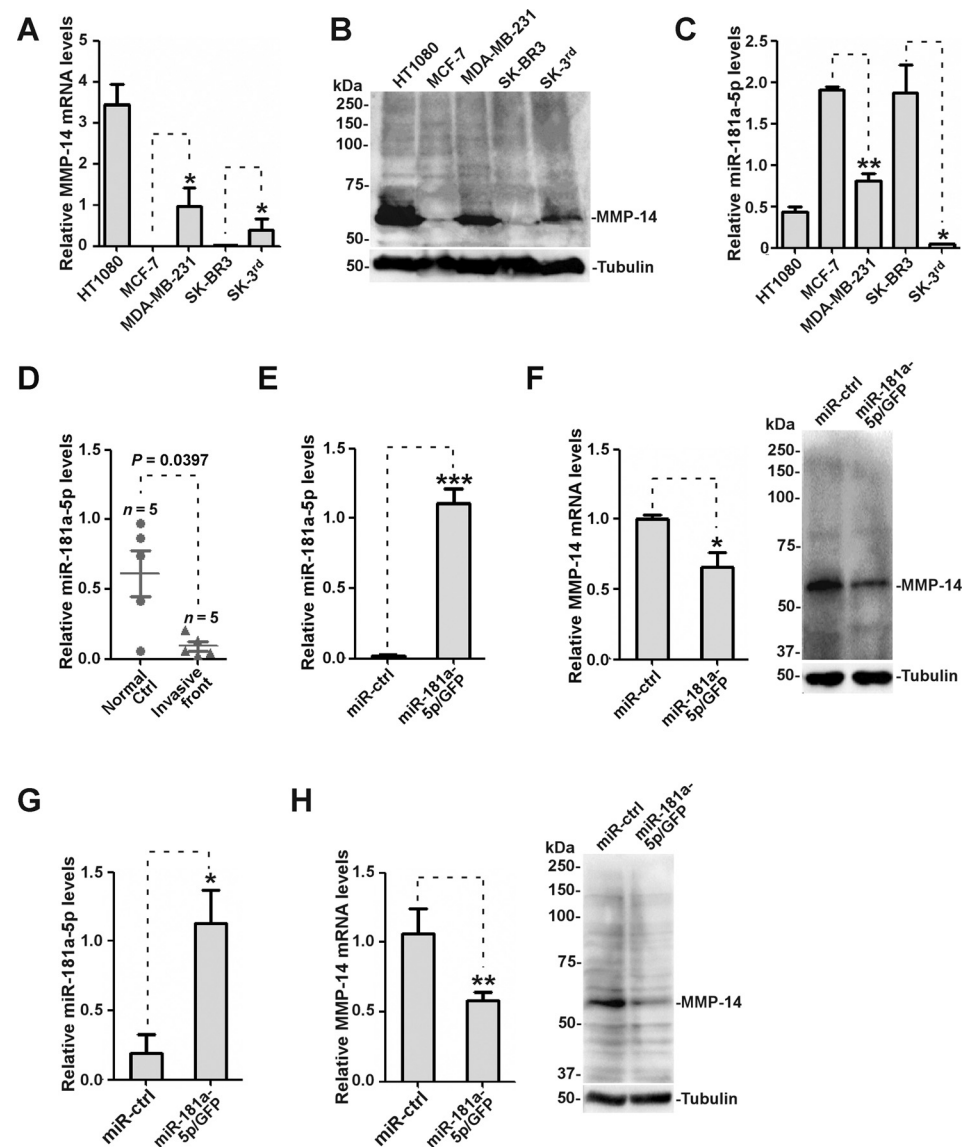 A
Relative MMP-14 mRNA levels
5
4
3
2
1
0
*
*
HT1080
MCF-7
MDA-MB-231
SK-BR3
SK-3rd
B
HT1080
MCF-7
MDA-MB-231
SK-BR3
SK-3rd
kDa
250-
150-
100-
75-
50-
50-
-MMP-14
-Tubulin
C
Relative miR-181a-5p levels
2.5
2.0
1.5
1.0
0.5
0
**
*
HT1080
MCF-7
MDA-MB-231
SK-BR3
SK-3rd
D
Relative miR-181a-5p levels
1.5
1.0
0.5
0.0
P = 0.0397
n = 5
n = 5
Normal
Ctrl
Invasive
front
E
Relative miR-181a-5p levels
1.5
1.0
0.5
0.0
***
miR-ctrl
miR-181a-
5p/GFP
F
Relative MMP-14 mRNA levels
1.5
1.0
0.5
0.0
*
miR-ctrl
miR-181a-
5p/GFP
miR-ctrl
miR-181a-
5p/GFP
kDa
250-
150-
100-
75-
50-
37-
50-
-MMP-14
-Tubulin
G
Relative miR-181a-5p levels
1.5
1.0
0.5
0.0
*
miR-ctrl
miR-181a-
5p/GFP
H
Relative MMP-14 mRNA levels
1.5
1.0
0.5
0.0
**
miR-ctrl
miR-181a-
5p/GFP
miR-ctrl
miR-181a-
5p/GFP
kDa
250-
150-
100-
75-
50-
37-
50-
-MMP-14
-Tubulin